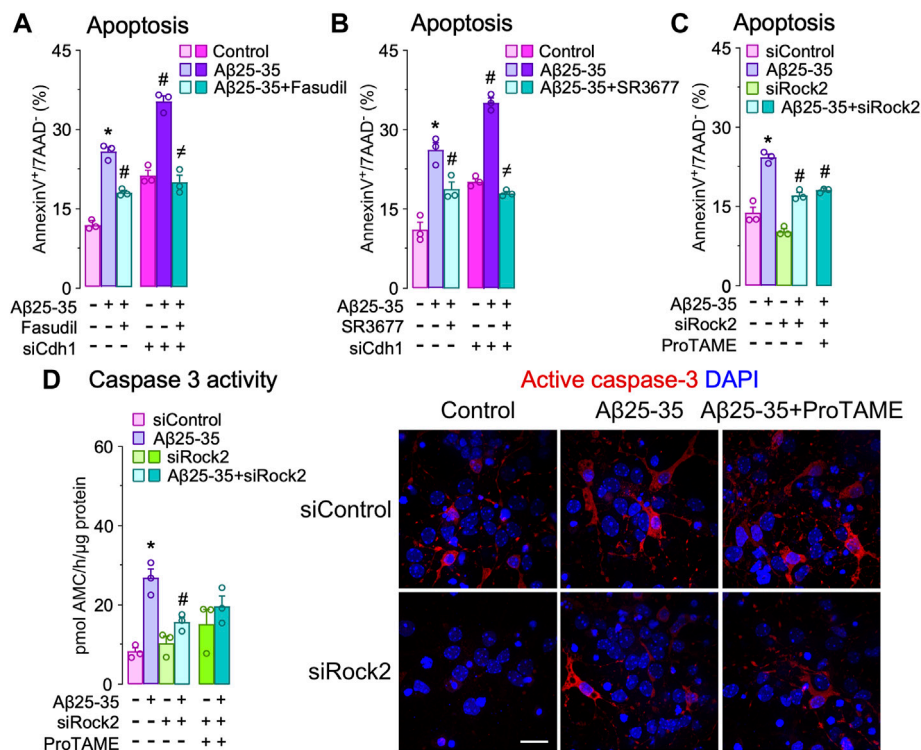 A Apoptosis
45
30
15
0
AnnexinV⁺/7AAD⁻ (%)
Control
Aβ25-35
Aβ25-35+Fasudil
*
#
#
≠
Aβ25-35 - + + - + +
Fasudil - - + - - +
siCdh1 - - - + + +
B Apoptosis
45
30
15
0
AnnexinV⁺/7AAD⁻ (%)
Control
Aβ25-35
Aβ25-35+SR3677
*
#
#
≠
Aβ25-35 - + + - + +
SR3677 - - + - - +
siCdh1 - - - + + +
C Apoptosis
45
30
15
0
AnnexinV⁺/7AAD⁻ (%)
siControl
Aβ25-35
siRock2
Aβ25-35+siRock2
*
#
#
Aβ25-35 - + - + +
siRock2 - - + + +
ProTAME - - - - +
D Caspase 3 activity
60
40
20
0
pmol AMC/h/μg protein
siControl
Aβ25-35
siRock2
Aβ25-35+siRock2
*
#
Aβ25-35 - + - + - +
siRock2 - - + + + +
ProTAME - - - - + +
Active caspase-3 DAPI
Control Aβ25-35 Aβ25-35+ProTAME
siControl
siRock2